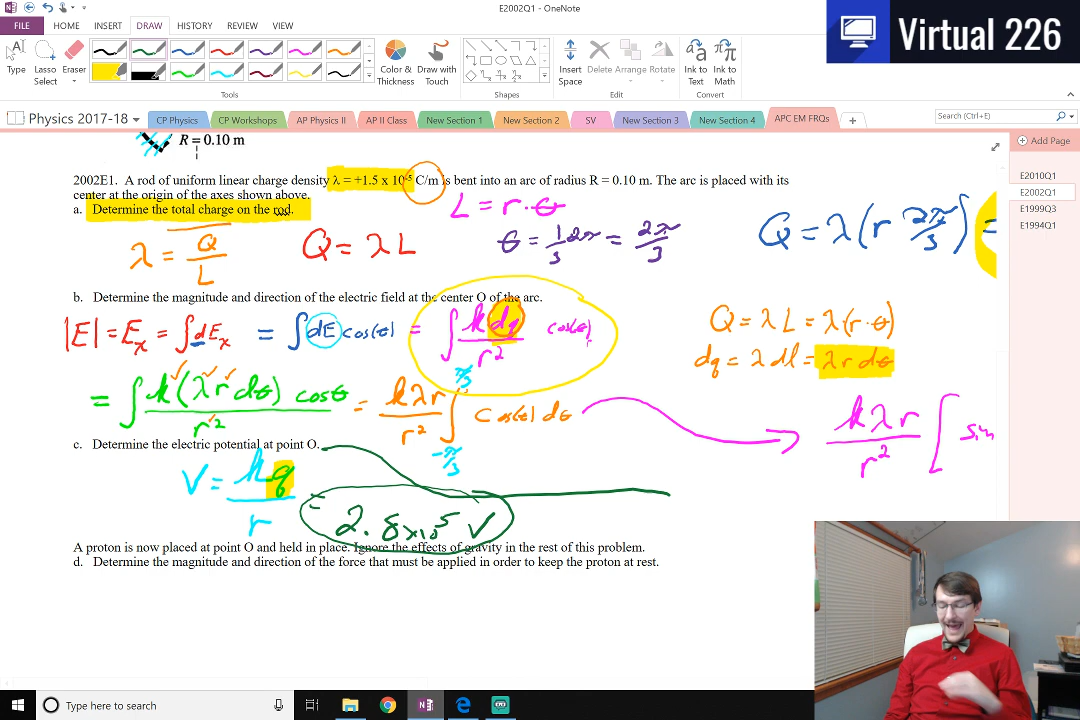 E2002Q1 - OneNote
Virtual 226
FILE HOME INSERT DRAW HISTORY REVIEW VIEW
Type Lasso Select Eraser Color & Thickness Draw with Touch Insert Space Delete Arrange Rotate Ink to Text Ink to Math
Tools Shapes Edit Convert
Physics 2017-18 CP Physics CP Workshops AP Physics II AP II Class New Section 1 New Section 2 SV New Section 3 New Section 4 APC EM FRQs Search (Ctrl+E)
Add Page
E2010Q1
E2002Q1
E1999Q3
E1994Q1
R = 0.10 m
2002E1. A rod of uniform linear charge density λ = +1.5 x 10⁻⁵ C/m is bent into an arc of radius R = 0.10 m. The arc is placed with its
center at the origin of the axes shown above.
a. Determine the total charge on the rod.
L = r·θ
λ = Q/L Q = λL θ = 1/3 2π = 2π/3 Q = λ(r 2π/3) =
b. Determine the magnitude and direction of the electric field at the center O of the arc.
|E| = Eₓ = ∫dEₓ = ∫dE cos(θ) = ∫ k dq/r² cos(θ)
Q = λL = λ(r·θ)
dq = λ dl = λ r dθ
= ∫ k(λ r dθ) cosθ/r² = kλr/r² ∫ -π/3 π/3 cos(θ) dθ kλr/r² [ sin
c. Determine the electric potential at point O.
V = kq/r = 2.8x10⁵ V
A proton is now placed at point O and held in place. Ignore the effects of gravity in the rest of this problem.
d. Determine the magnitude and direction of the force that must be applied in order to keep the proton at rest.
Type here to search